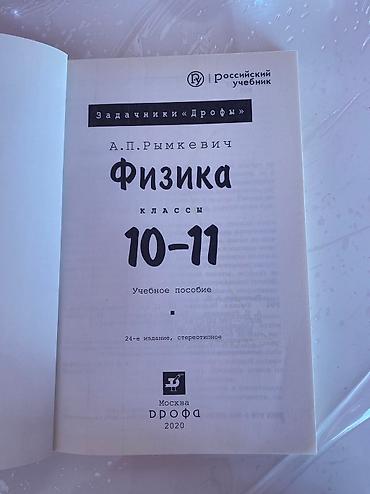 российский
учебник
Задачники «Дрофы»
А.П.Рымкевич
Физика
классы
10–11
Учебное пособие
24-е издание, стереотипное
Москва
дрофа
2020